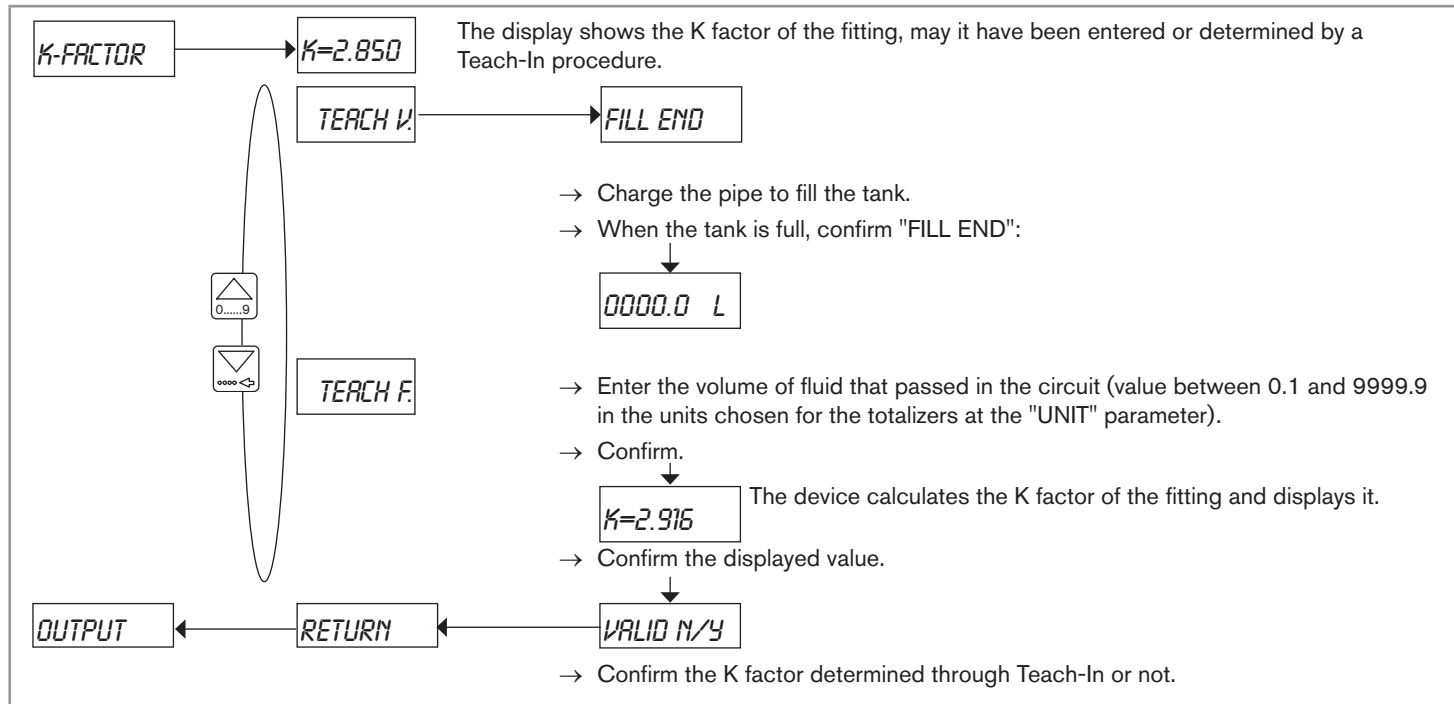 K-FACTOR
K=2.850
The display shows the K factor of the fitting, may it have been entered or determined by a
Teach-In procedure.
TEACH V.
FILL END
→ Charge the pipe to fill the tank.
→ When the tank is full, confirm "FILL END":
0000.0 L
0......9
TEACH F.
→ Enter the volume of fluid that passed in the circuit (value between 0.1 and 9999.9
in the units chosen for the totalizers at the "UNIT" parameter).
→ Confirm.
K=2.916
The device calculates the K factor of the fitting and displays it.
→ Confirm the displayed value.
OUTPUT
RETURN
VALID N/Y
→ Confirm the K factor determined through Teach-In or not.